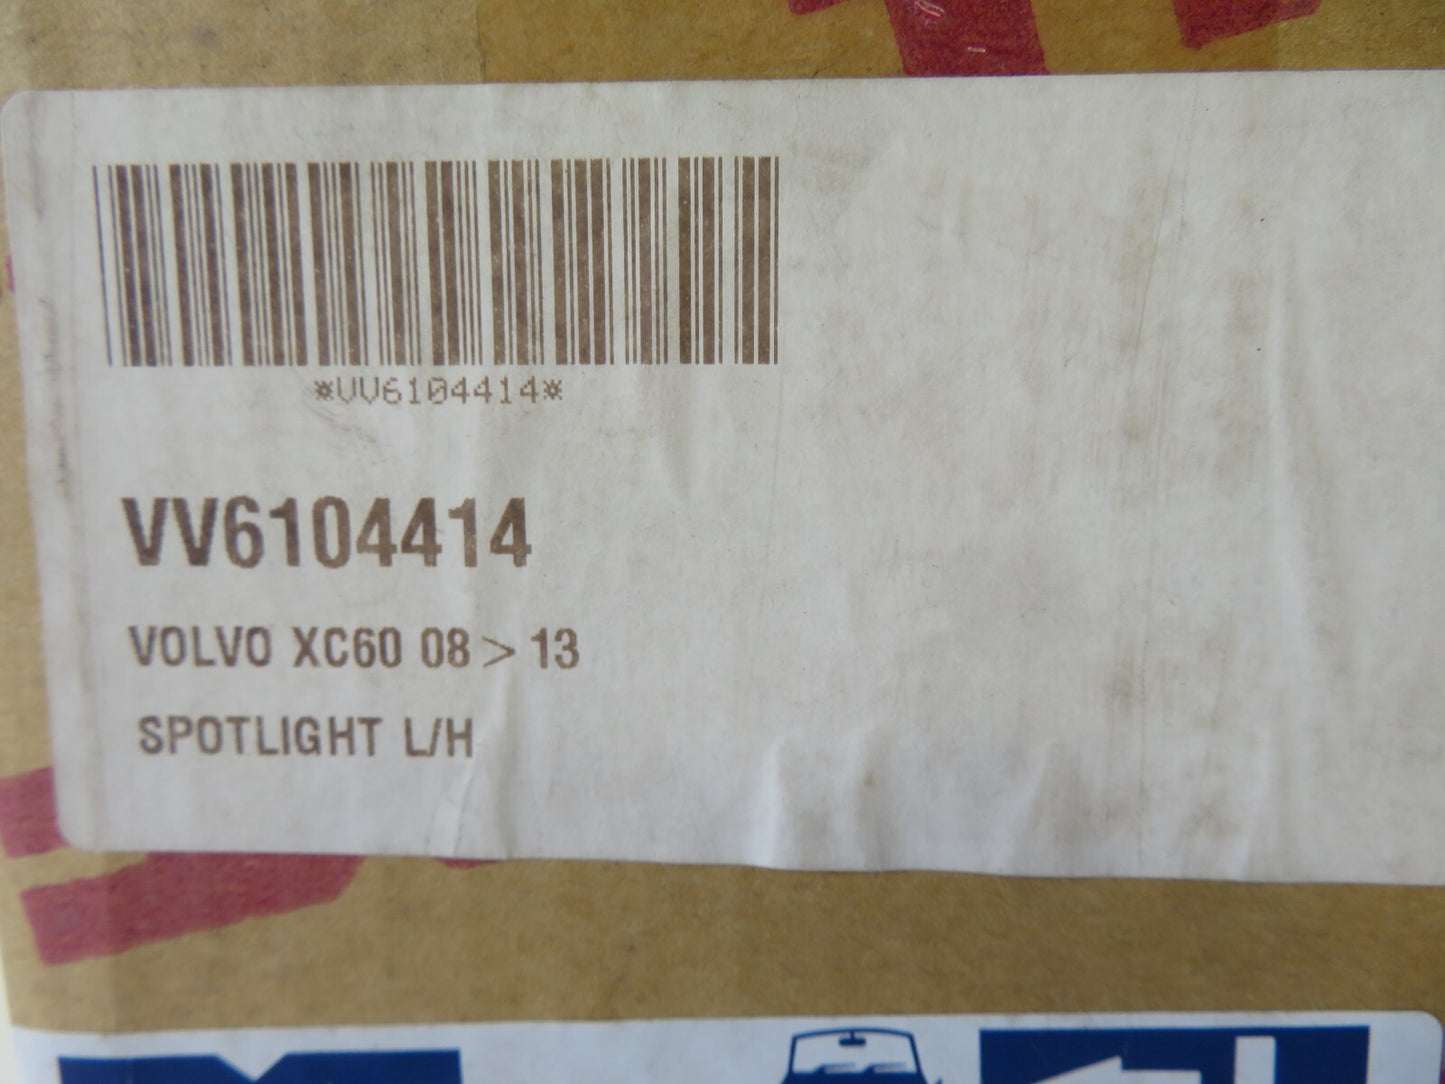 *VV6104414*
VV6104414
VOLVO XC60 08 > 13
SPOTLIGHT L/H